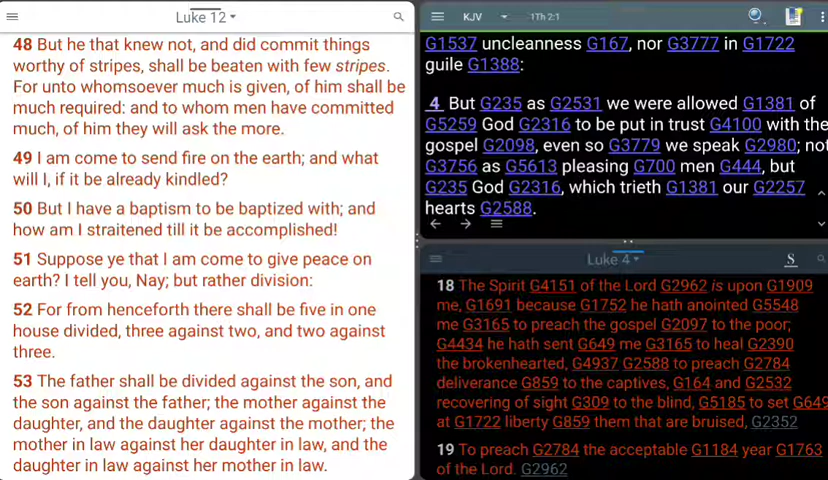 Luke 12
48 But he that knew not, and did commit things
worthy of stripes, shall be beaten with few stripes.
For unto whomsoever much is given, of him shall be
much required: and to whom men have committed
much, of him they will ask the more.
49 I am come to send fire on the earth; and what
will I, if it be already kindled?
50 But I have a baptism to be baptized with; and
how am I straitened till it be accomplished!
51 Suppose ye that I am come to give peace on
earth? I tell you, Nay; but rather division:
52 For from henceforth there shall be five in one
house divided, three against two, and two against
three.
53 The father shall be divided against the son, and
the son against the father; the mother against the
daughter, and the daughter against the mother; the
mother in law against her daughter in law, and the
daughter in law against her mother in law.
KJV 1Th 2:1
G1537 uncleanness G167, nor G3777 in G1722
guile G1388:
4 But G235 as G2531 we were allowed G1381 of
G5259 God G2316 to be put in trust G4100 with the
gospel G2098, even so G3779 we speak G2980; not
G3756 as G5613 pleasing G700 men G444, but
G235 God G2316, which trieth G1381 our G2257
hearts G2588.
Luke 4 S
18 The Spirit G4151 of the Lord G2962 is upon G1909
me, G1691 because G1752 he hath anointed G5548
me G3165 to preach the gospel G2097 to the poor;
G4434 he hath sent G649 me G3165 to heal G2390
the brokenhearted, G4937 G2588 to preach G2784
deliverance G859 to the captives, G164 and G2532
recovering of sight G309 to the blind, G5185 to set G649
at G1722 liberty G859 them that are bruised, G2352
19 To preach G2784 the acceptable G1184 year G1763
of the Lord. G2962